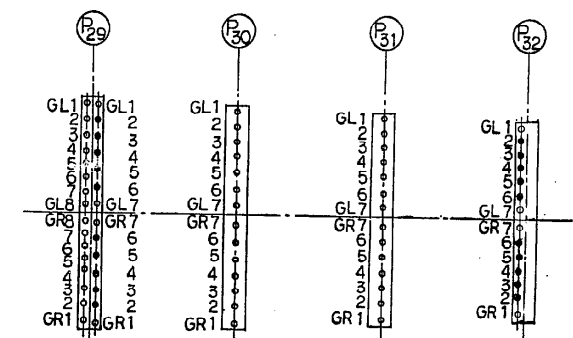 P29 P30 P31 P32
GL1 GL1 GL1 GL1 GL1
2 2 2 2 2
3 3 3 3 3
4 4 4 4 4
5 5 5 5 5
6 6 6 6 6
7
GL8 GL7 GL7 GL7 GL7
GR8 GR7 GR7 GR7 GR7
7
6 6 6 6 6
5 5 5 5 5
4 4 4 4 4
3 3 3 3 3
2 2 2 2 2
GR1 GR1 GR1 GR1 GR1